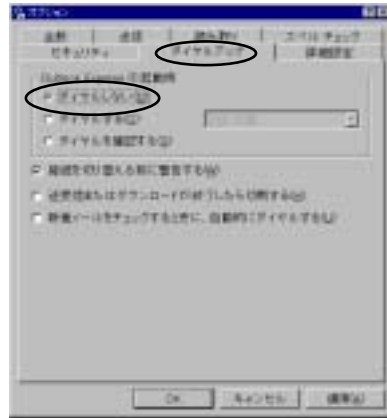 オプション
全般 送信 読み取り スペル チェック
セキュリティ ダイヤルアップ 詳細設定
Outlook Express の起動時
ダイヤルしない(D)
ダイヤルする(I)
ダイヤルを確認する(Q)
接続を切り替える前に警告する(W)
送受信またはダウンロードが終了したら切断する(H)
新着メールをチェックするときに、自動的にダイヤルする(U)
OK キャンセル 適用(A)